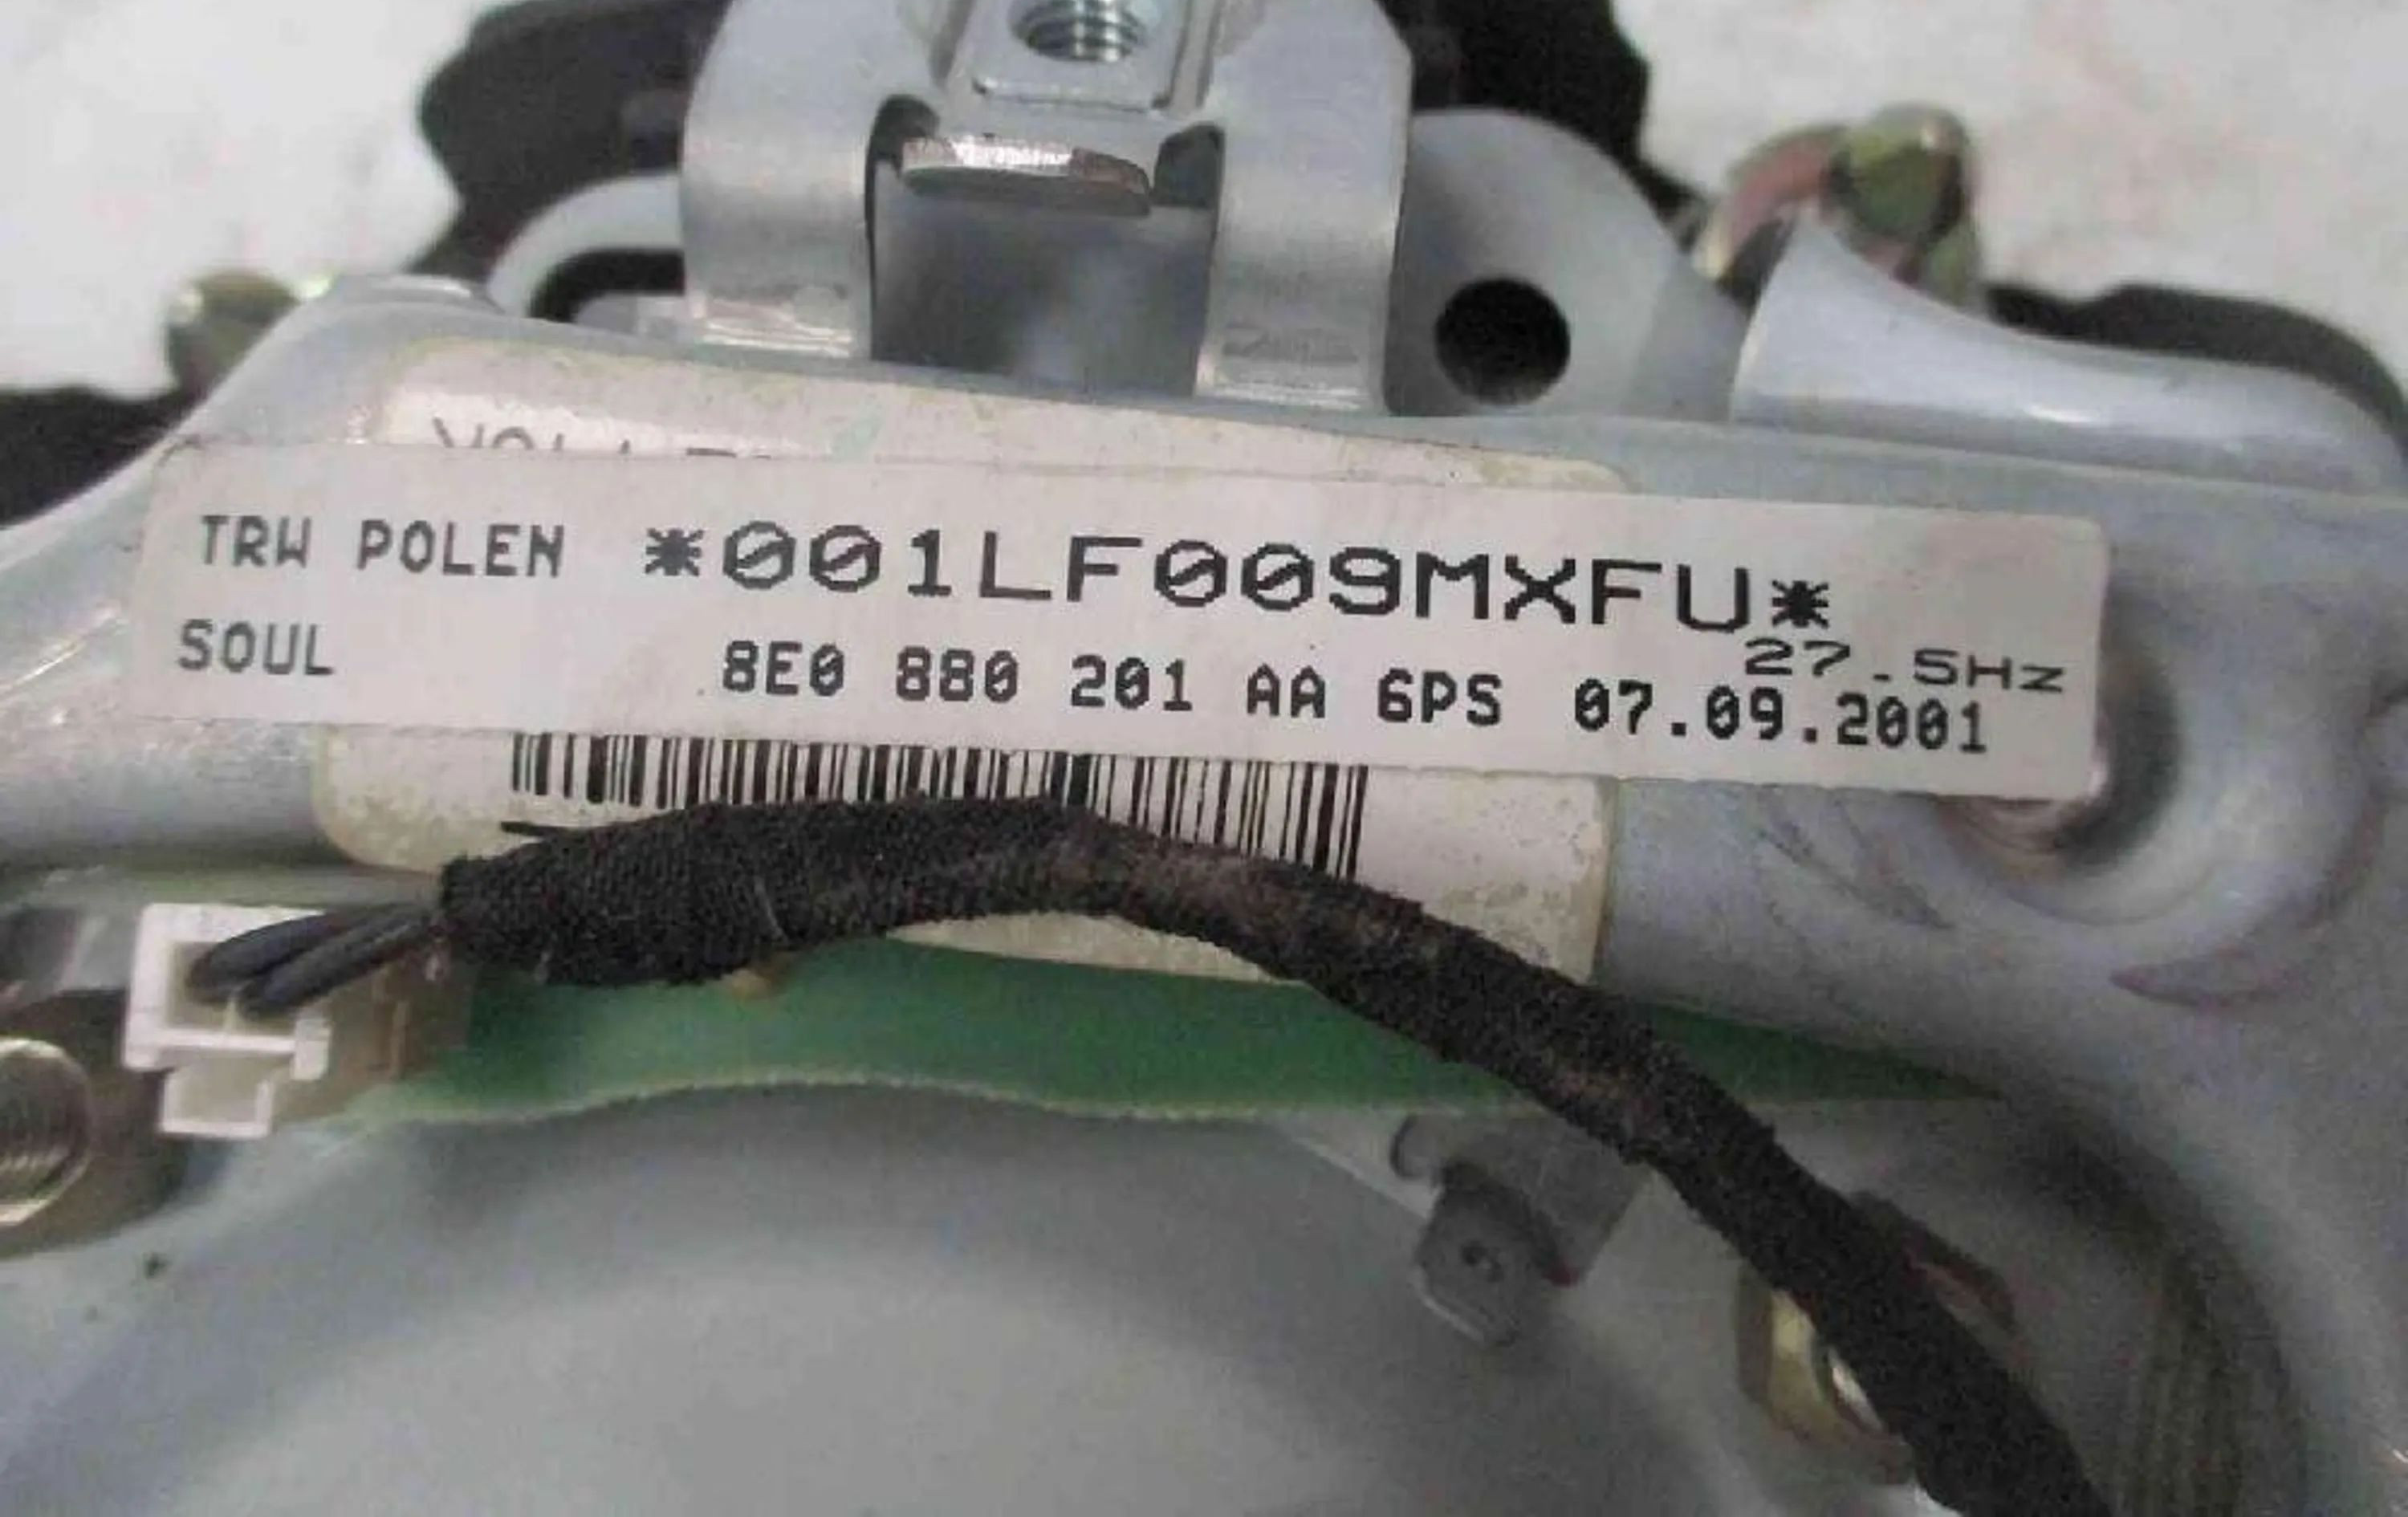 TRW POLEN *001LF009MXFU*
27.5Hz
SOUL 8E0 880 201 AA 6PS 07.09.2001